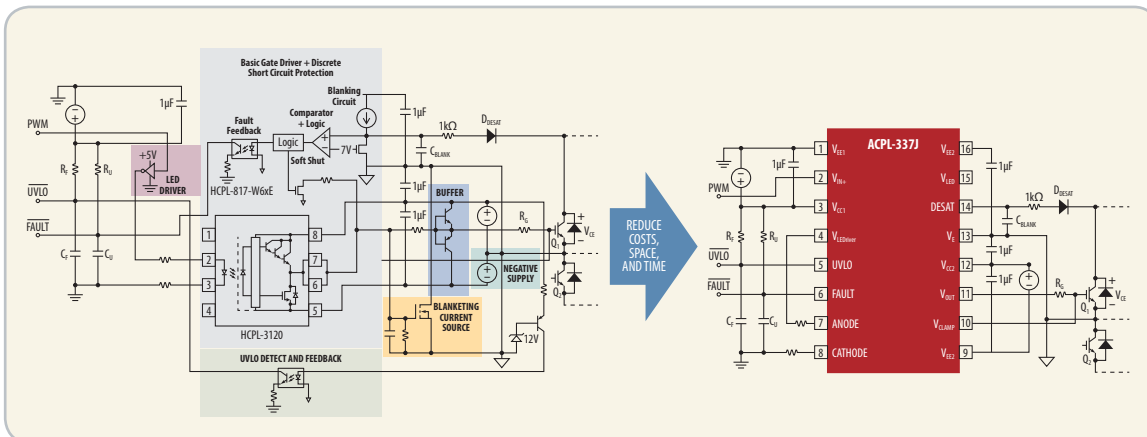 Basic Gate Driver + Discrete
Short Circuit Protection
Blanking
Circuit
1µF
PWM
+5V
LED
DRIVER
Fault
Feedback
Comparator
+ Logic
Logic
7V
Soft Shut
HCPL-817-W6xE
1µF
1kΩ
D_DESAT
C_BLANK
R_F
R_U
UVLO
FAULT
C_F
C_U
1
2
3
4
8
7
6
5
HCPL-3120
1µF
1µF
BUFFER
R_G
+
V_CE
−
Q_1
NEGATIVE
SUPPLY
Q_2
BLANKETING
CURRENT
SOURCE
12V
UVLO DETECT AND FEEDBACK
REDUCE
COSTS,
SPACE,
AND TIME
ACPL-337J
PWM
1µF
R_F
R_U
UVLO
FAULT
C_F
C_U
1 V_EE1
2 V_IN+
3 V_CC1
4 V_LEDriver
5 UVLO
6 FAULT
7 ANODE
8 CATHODE
V_EE2 16
V_LED 15
DESAT 14
V_E 13
V_CC2 12
V_OUT 11
V_CLAMP 10
V_EE2 9
1µF
1kΩ
D_DESAT
C_BLANK
1µF
1µF
R_G
+
V_CE
−
Q_1
Q_2